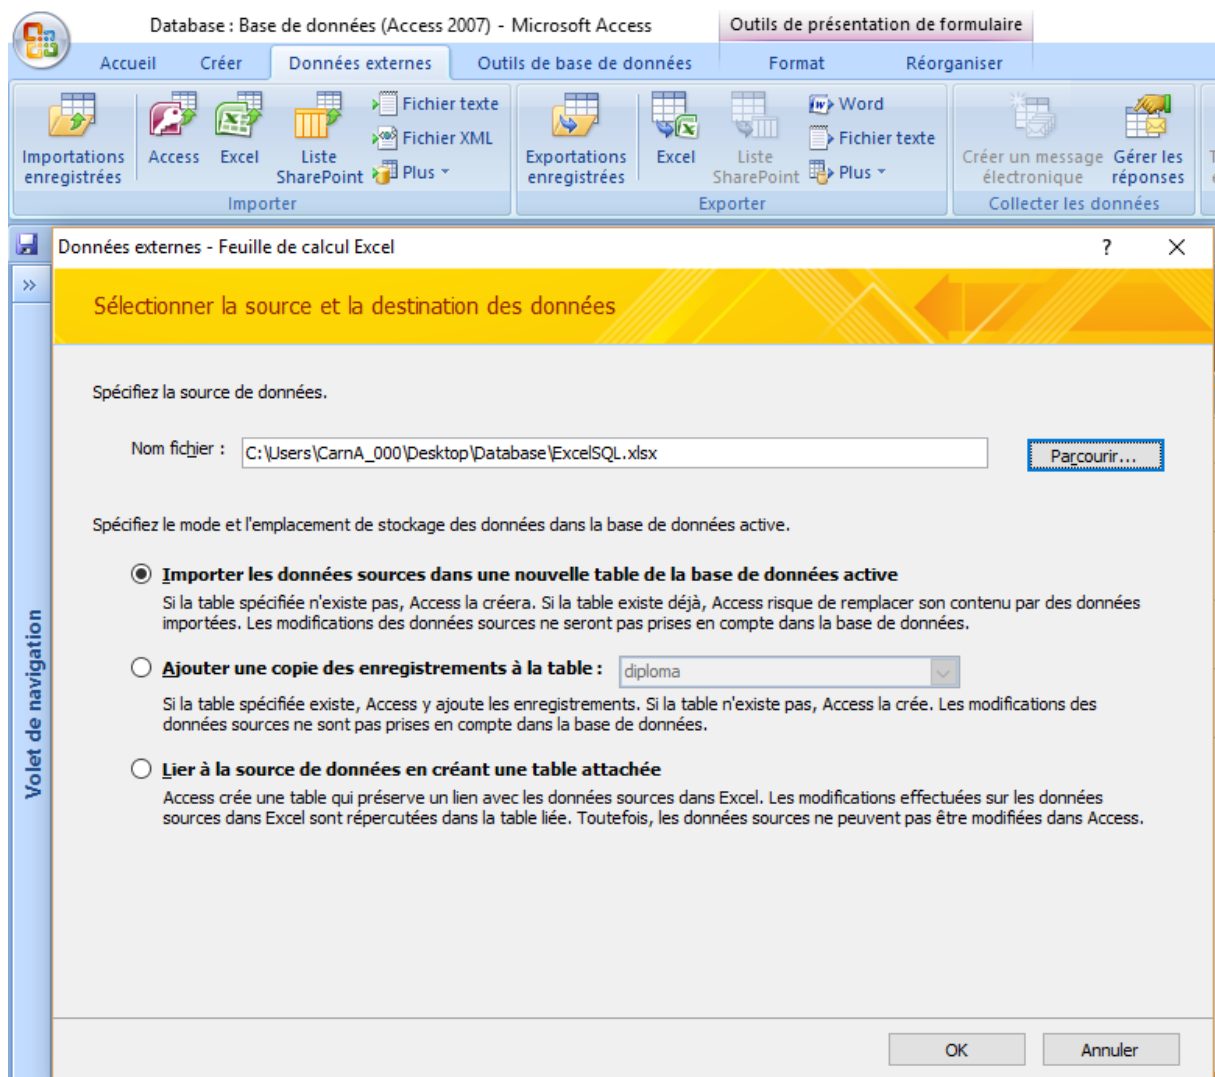 Database : Base de données (Access 2007) - Microsoft Access
Outils de présentation de formulaire
Accueil Créer Données externes Outils de base de données Format Réorganiser
Importations enregistrées
Access
Excel
Liste SharePoint
Fichier texte
Fichier XML
Plus
Importer
Exportations enregistrées
Excel
Liste SharePoint
Word
Fichier texte
Plus
Exporter
Créer un message électronique
Gérer les réponses
Collecter les données
Données externes - Feuille de calcul Excel
?
Sélectionner la source et la destination des données
Spécifiez la source de données.
Nom fichier : C:\Users\CarnA_000\Desktop\Database\ExcelSQL.xlsx Parcourir...
Spécifiez le mode et l'emplacement de stockage des données dans la base de données active.
Importer les données sources dans une nouvelle table de la base de données active
Si la table spécifiée n'existe pas, Access la créera. Si la table existe déjà, Access risque de remplacer son contenu par des données
importées. Les modifications des données sources ne seront pas prises en compte dans la base de données.
Ajouter une copie des enregistrements à la table : diploma
Si la table spécifiée existe, Access y ajoute les enregistrements. Si la table n'existe pas, Access la crée. Les modifications des
données sources ne sont pas prises en compte dans la base de données.
Lier à la source de données en créant une table attachée
Access crée une table qui préserve un lien avec les données sources dans Excel. Les modifications effectuées sur les données
sources dans Excel sont répercutées dans la table liée. Toutefois, les données sources ne peuvent pas être modifiées dans Access.
Volet de navigation
OK Annuler